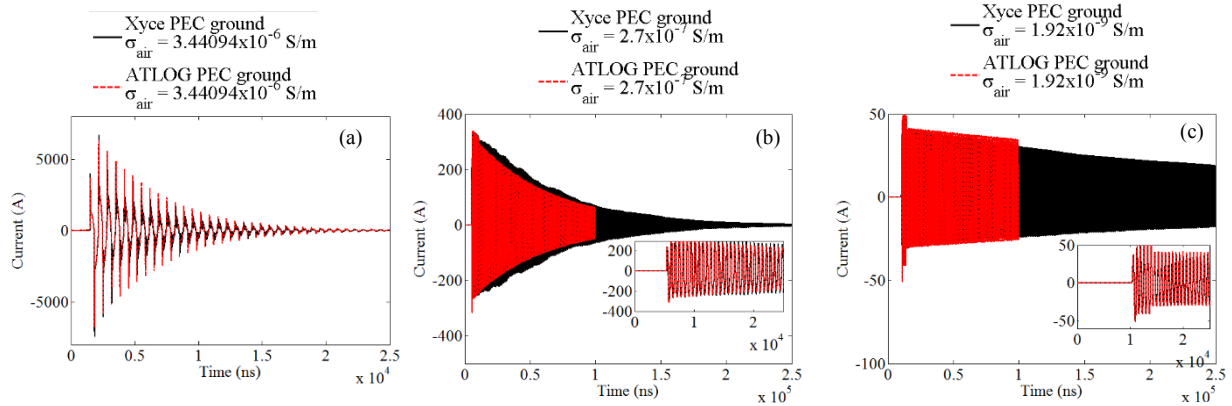 Xyce PEC ground
σair = 3.44094x10^-6 S/m
ATLOG PEC ground
σair = 3.44094x10^-6 S/m
(a)
5000
0
-5000
Current (A)
0 0.5 1 1.5 2 2.5
Time (ns)
x 10^4
Xyce PEC ground
σair = 2.7x10^-7 S/m
ATLOG PEC ground
σair = 2.7x10^-7 S/m
(b)
400
200
0
-200
-400
Current (A)
200
0
-200
-400
0 1 2
x 10^4
0 0.5 1 1.5 2 2.5
Time (ns)
x 10^5
Xyce PEC ground
σair = 1.92x10^-9 S/m
ATLOG PEC ground
σair = 1.92x10^-9 S/m
(c)
50
0
-50
-100
Current (A)
50
0
-50
0 1 2
x 10^4
0 0.5 1 1.5 2 2.5
Time (ns)
x 10^5